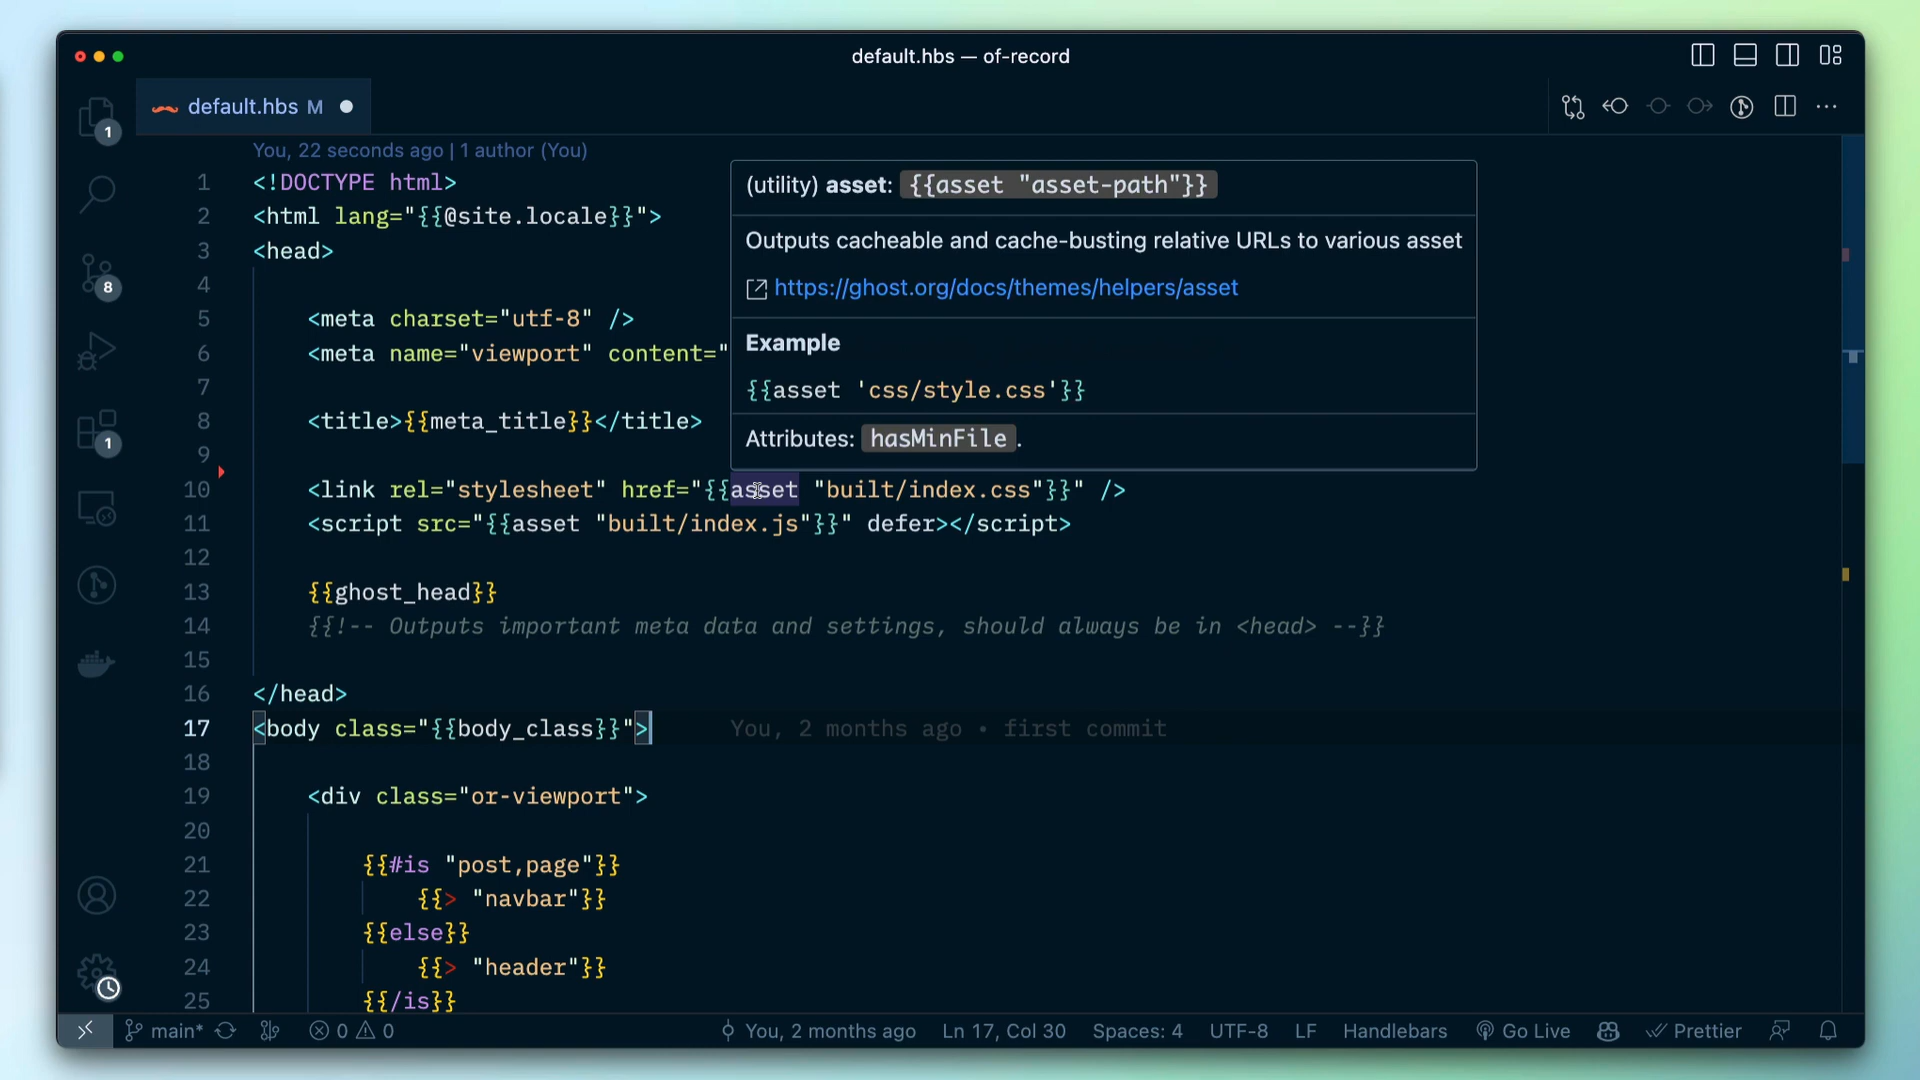 default.hbs — of-record
default.hbs M
1
8
1
You, 22 seconds ago | 1 author (You)
1 <!DOCTYPE html>
2 <html lang="{{@site.locale}}">
3 <head>
4
5 <meta charset="utf-8" />
6 <meta name="viewport" content="
7
8 <title>{{meta_title}}</title>
9
10 <link rel="stylesheet" href="{{asset "built/index.css"}}" />
11 <script src="{{asset "built/index.js"}}" defer></script>
12
13 {{ghost_head}}
14 {{!-- Outputs important meta data and settings, should always be in <head> --}}
15
16 </head>
17 <body class="{{body_class}}"> You, 2 months ago • first commit
18
19 <div class="or-viewport">
20
21 {{#is "post,page"}}
22 {{> "navbar"}}
23 {{else}}
24 {{> "header"}}
25 {{/is}}
(utility) asset: {{asset "asset-path"}}
Outputs cacheable and cache-busting relative URLs to various asset
https://ghost.org/docs/themes/helpers/asset
Example
{{asset 'css/style.css'}}
Attributes: hasMinFile .
main* 0 0 You, 2 months ago Ln 17, Col 30 Spaces: 4 UTF-8 LF Handlebars Go Live Prettier